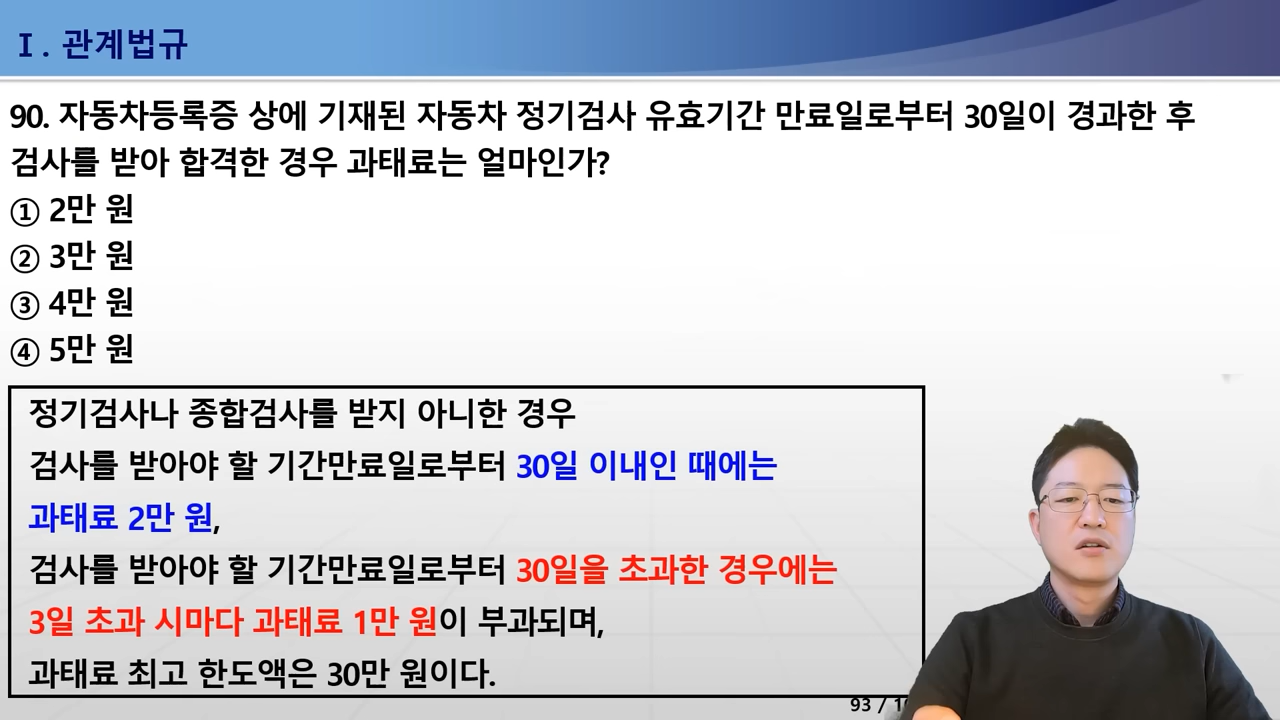 Ⅰ. 관계법규
90. 자동차등록증 상에 기재된 자동차 정기검사 유효기간 만료일로부터 30일이 경과한 후
검사를 받아 합격한 경우 과태료는 얼마인가?
① 2만 원
② 3만 원
③ 4만 원
④ 5만 원
정기검사나 종합검사를 받지 아니한 경우
검사를 받아야 할 기간만료일로부터 30일 이내인 때에는
과태료 2만 원,
검사를 받아야 할 기간만료일로부터 30일을 초과한 경우에는
3일 초과 시마다 과태료 1만 원이 부과되며,
과태료 최고 한도액은 30만 원이다.
93 /